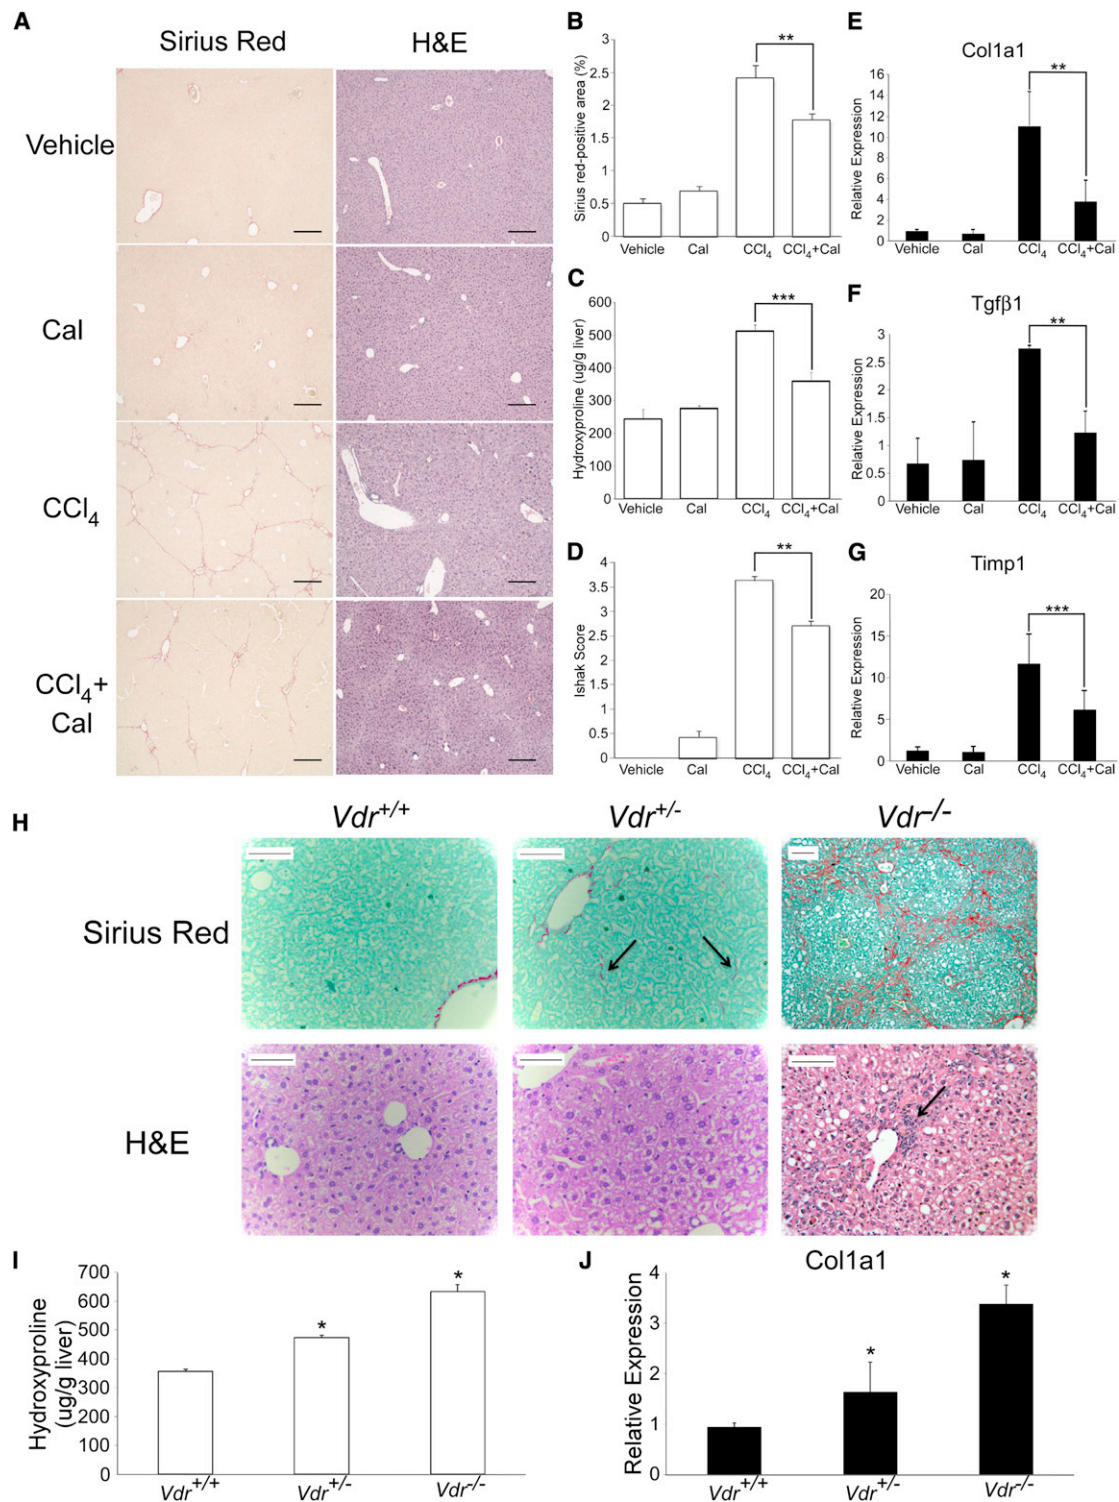 A
Sirius Red
H&E
Vehicle
Cal
CCl4
CCl4+
Cal
B
Sirius red-positive area (%)
3
2.5
2
1.5
1
0.5
0
**
Vehicle Cal CCl4 CCl4+Cal
C
Hydroxyproline (ug/g liver)
600
500
400
300
200
100
0
***
Vehicle Cal CCl4 CCl4+Cal
D
Ishak Score
4
3.5
3
2.5
2
1.5
1
0.5
0
**
Vehicle Cal CCl4 CCl4+Cal
E
Col1a1
Relative Expression
16
14
12
10
8
6
4
2
0
**
Vehicle Cal CCl4 CCl4+Cal
F
Tgfβ1
Relative Expression
3
2.5
2
1.5
1
0.5
0
**
Vehicle Cal CCl4 CCl4+Cal
G
Timp1
Relative Expression
20
15
10
5
0
***
Vehicle Cal CCl4 CCl4+Cal
H
Vdr+/+ Vdr+/- Vdr-/-
Sirius Red
H&E
I
Hydroxyproline
(ug/g liver)
700
600
500
400
300
200
100
0
*
*
Vdr+/+ Vdr+/- Vdr-/-
J
Col1a1
Relative Expression
4
3
2
1
0
*
*
Vdr+/+ Vdr+/- Vdr-/-